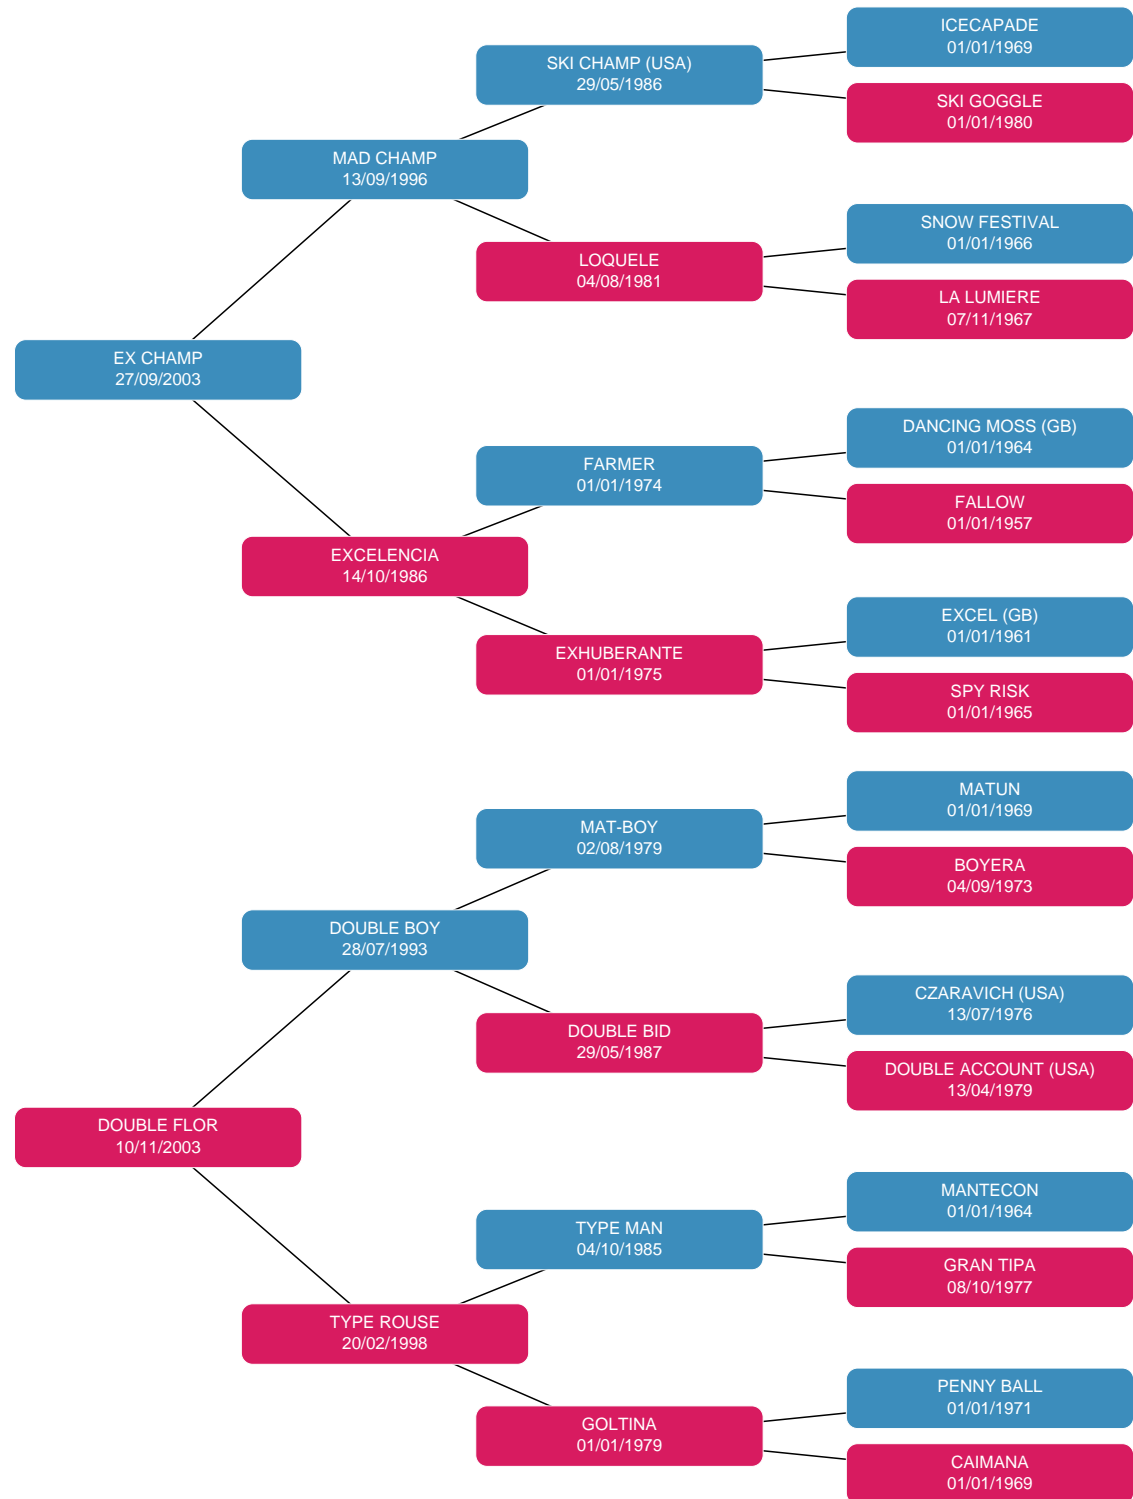 ICECAPADE
01/01/1969
SKI CHAMP (USA)
29/05/1986
SKI GOGGLE
01/01/1980
MAD CHAMP
13/09/1996
SNOW FESTIVAL
01/01/1966
LOQUELE
04/08/1981
LA LUMIERE
07/11/1967
EX CHAMP
27/09/2003
DANCING MOSS (GB)
01/01/1964
FARMER
01/01/1974
FALLOW
01/01/1957
EXCELENCIA
14/10/1986
EXCEL (GB)
01/01/1961
EXHUBERANTE
01/01/1975
SPY RISK
01/01/1965
MATUN
01/01/1969
MAT-BOY
02/08/1979
BOYERA
04/09/1973
DOUBLE BOY
28/07/1993
CZARAVICH (USA)
13/07/1976
DOUBLE BID
29/05/1987
DOUBLE ACCOUNT (USA)
13/04/1979
DOUBLE FLOR
10/11/2003
MANTECON
01/01/1964
TYPE MAN
04/10/1985
GRAN TIPA
08/10/1977
TYPE ROUSE
20/02/1998
PENNY BALL
01/01/1971
GOLTINA
01/01/1979
CAIMANA
01/01/1969